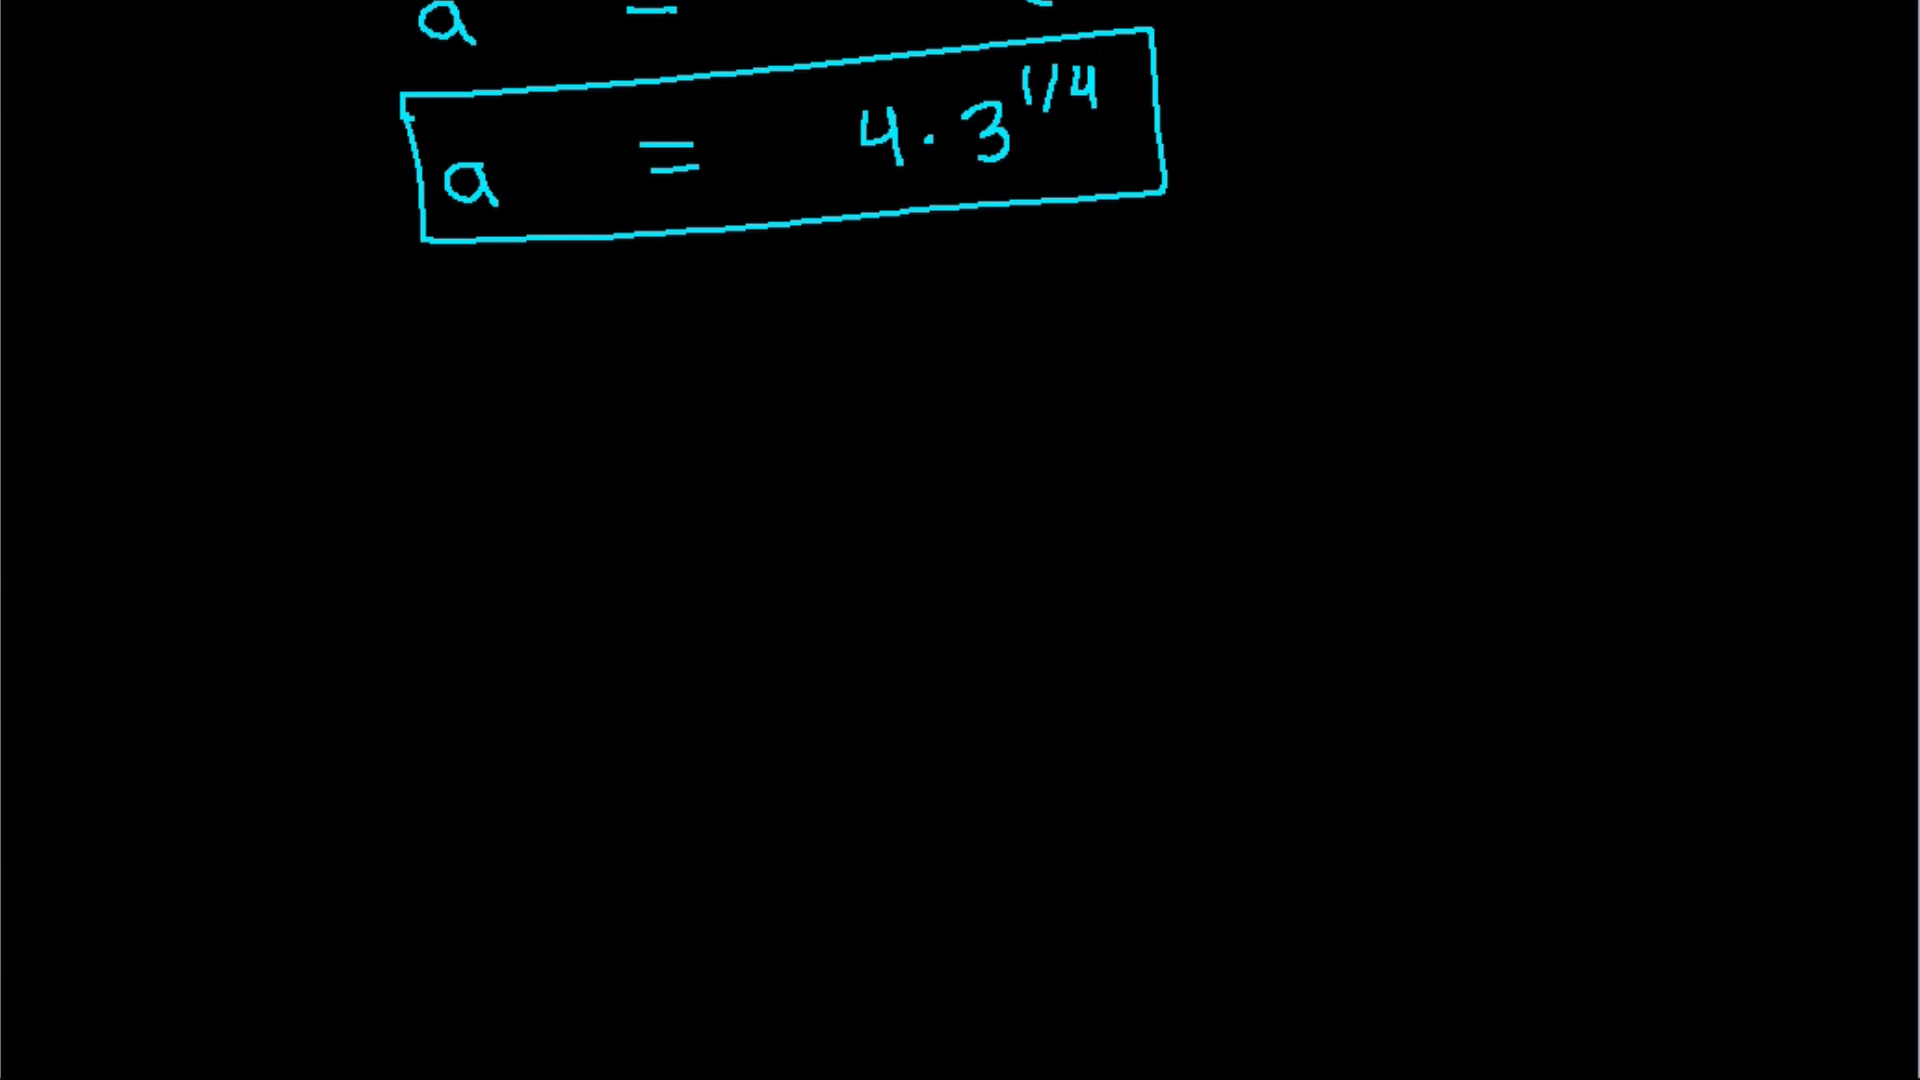 a =
a = 4 · 3^{1/4}